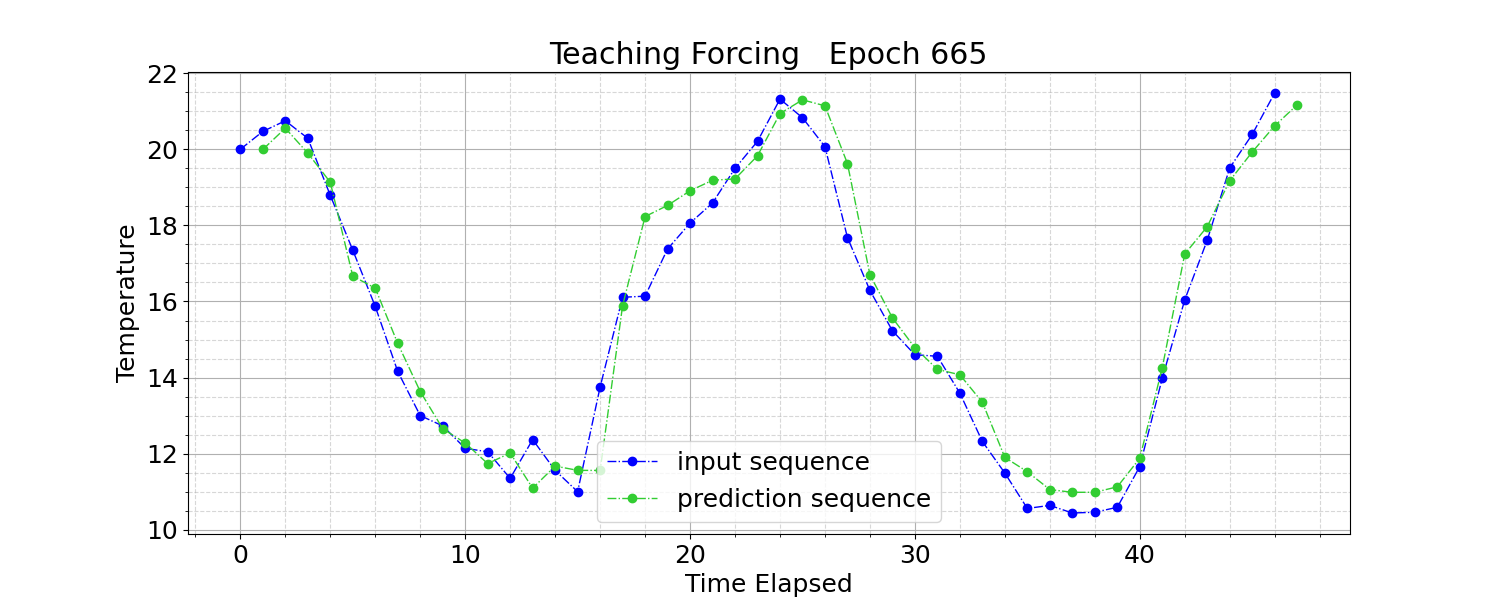 Teaching Forcing   Epoch 665
22
20
18
16
14
12
10
Temperature
input sequence
prediction sequence
0 10 20 30 40
Time Elapsed